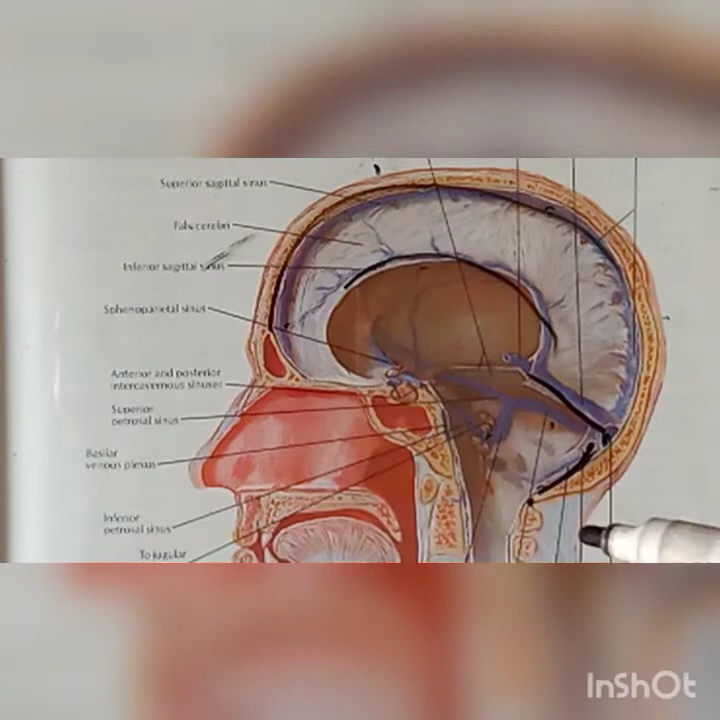 Superior sagittal sinus
Falx cerebri
Inferior sagittal sinus
Sphenoparietal sinus
Anterior and posterior
intercavernous sinuses
Superior
petrosal sinus
Basilar
venous plexus
Inferior
petrosal sinus
To jugular
InShOt